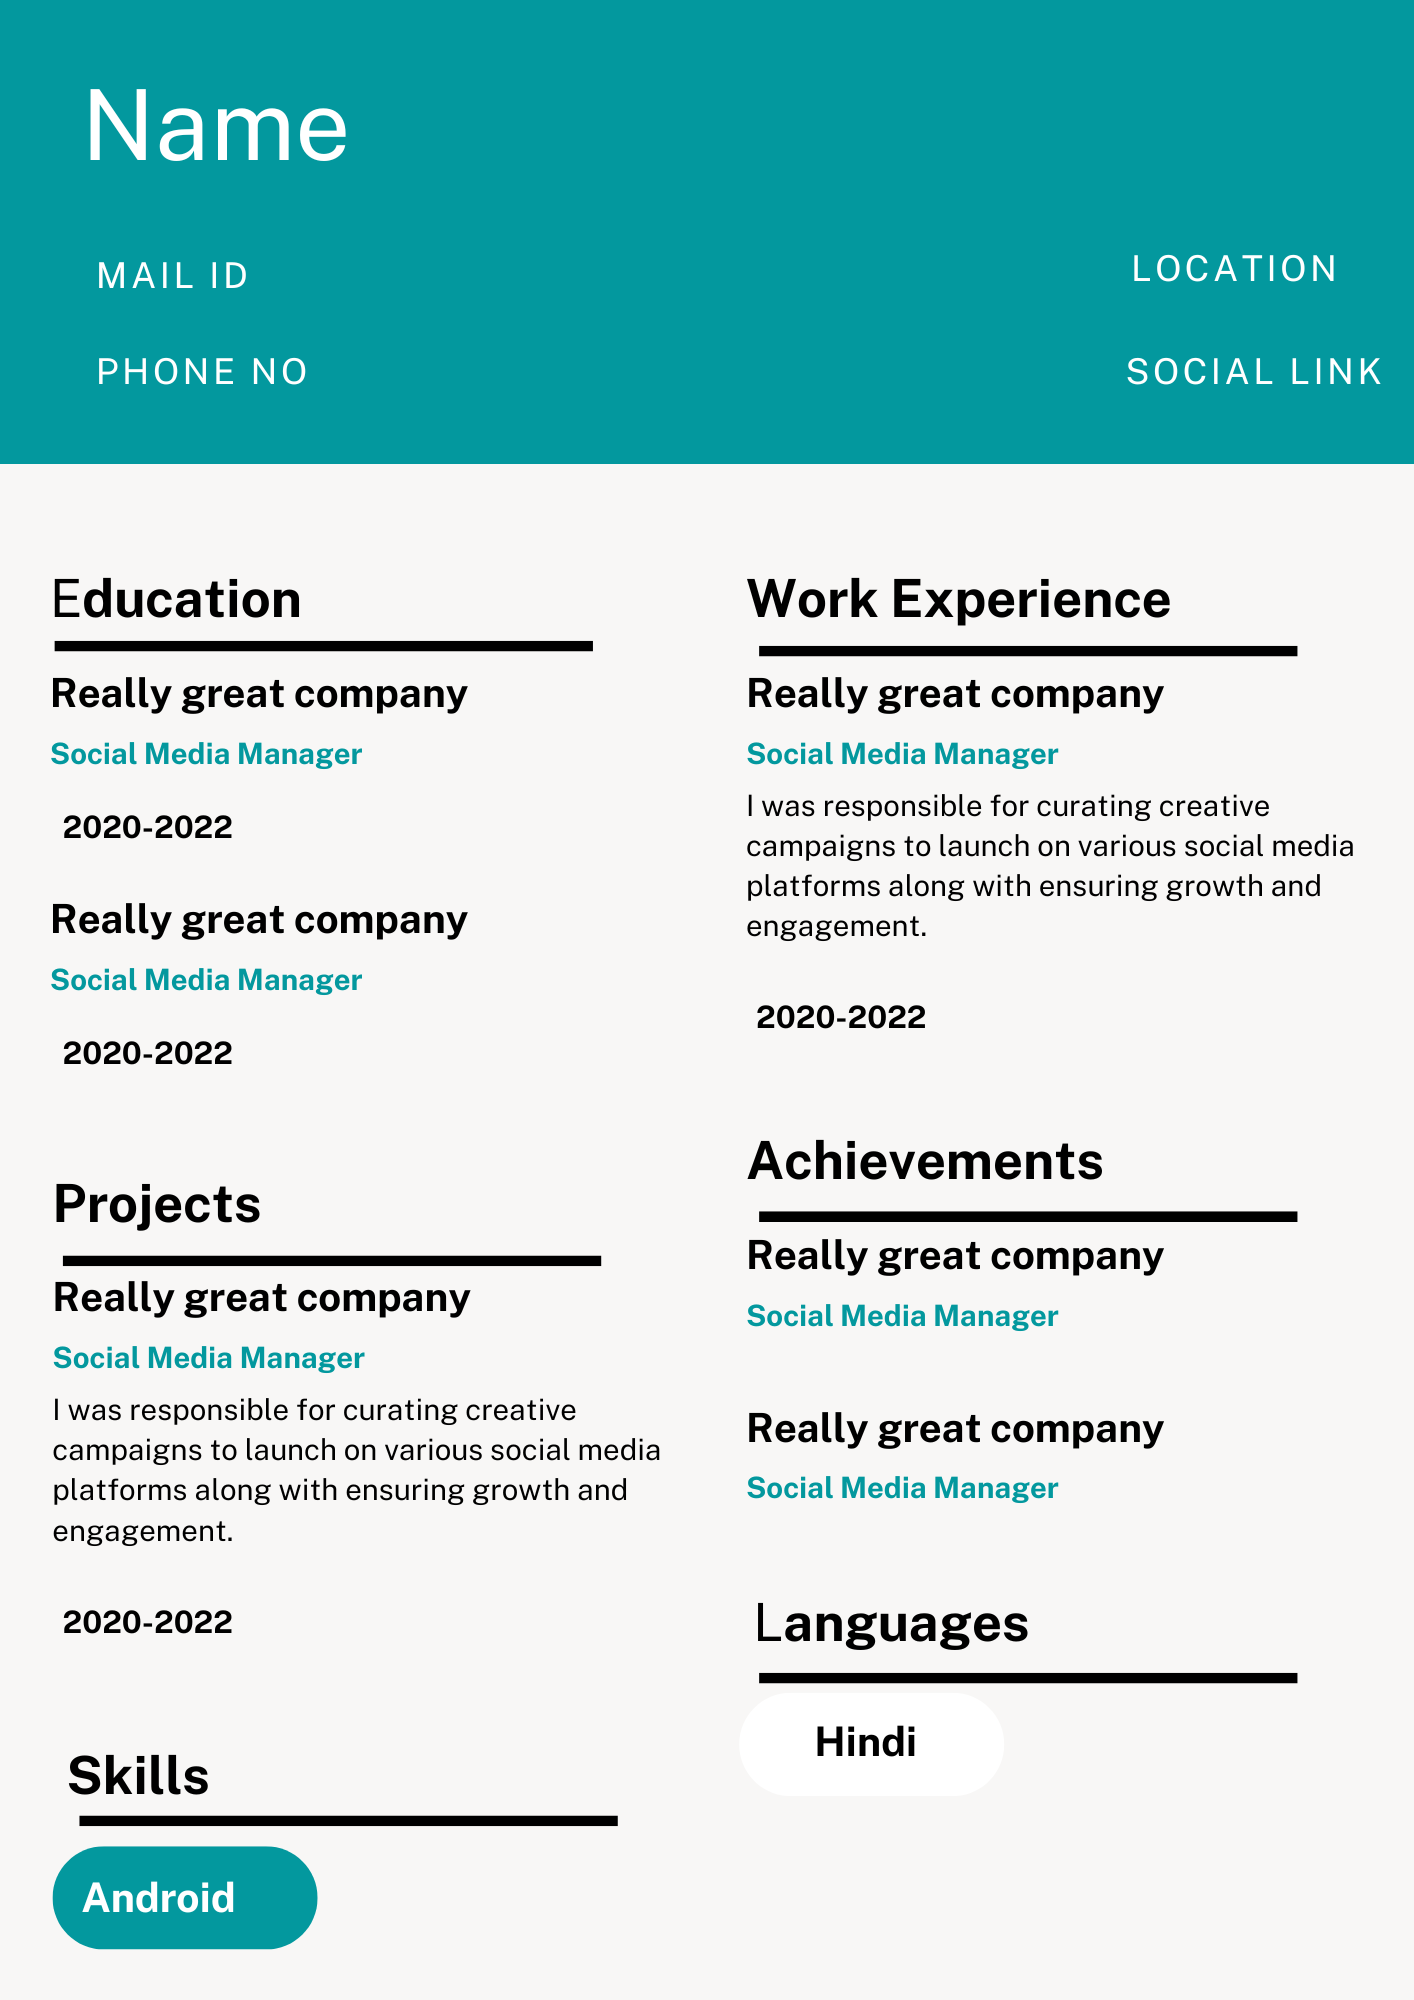 Name
MAIL ID
PHONE NO
LOCATION
SOCIAL LINK
Education
Really great company
Social Media Manager
2020-2022
Really great company
Social Media Manager
2020-2022
Projects
Really great company
Social Media Manager
I was responsible for curating creative
campaigns to launch on various social media
platforms along with ensuring growth and
engagement.
2020-2022
Skills
Android
Work Experience
Really great company
Social Media Manager
I was responsible for curating creative
campaigns to launch on various social media
platforms along with ensuring growth and
engagement.
2020-2022
Achievements
Really great company
Social Media Manager
Really great company
Social Media Manager
Languages
Hindi